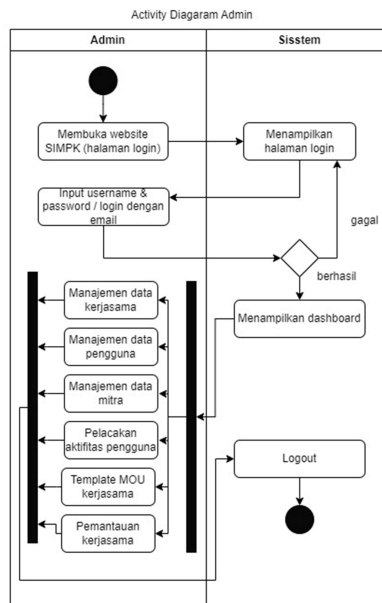 Activity Diagaram Admin
Admin
Sisstem
Membuka website
SIMPK (halaman login)
Menampilkan
halaman login
Input username &
password / login dengan
email
gagal
berhasil
Manajemen data
kerjasama
Menampilkan dashboard
Manajemen data
pengguna
Manajemen data
mitra
Pelacakan
aktifitas pengguna
Logout
Template MOU
kerjasama
Pemantauan
kerjasama